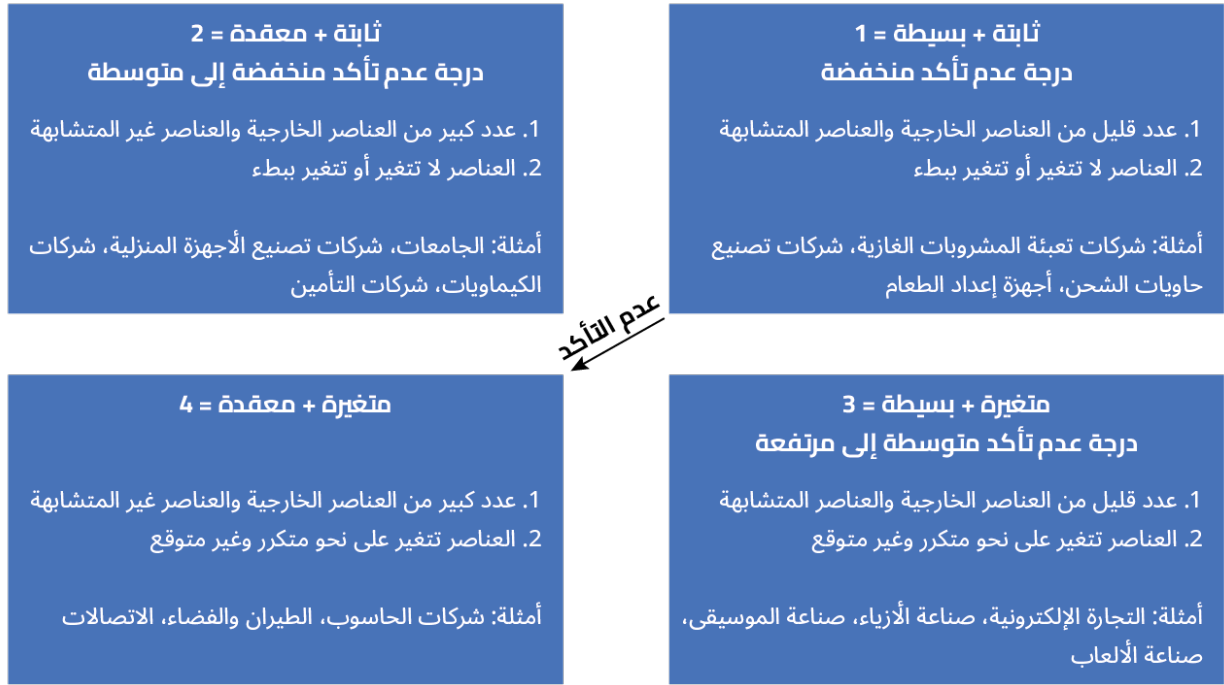 ثابتة + بسيطة = 1
درجة عدم تأكد منخفضة
1. عدد قليل من العناصر الخارجية والعناصر المتشابهة
2. العناصر لا تتغير أو تتغير ببطء
أمثلة: شركات تعبئة المشروبات الغازية، شركات تصنيع
حاويات الشحن، أجهزة إعداد الطعام
ثابتة + معقدة = 2
درجة عدم تأكد منخفضة إلى متوسطة
1. عدد كبير من العناصر الخارجية والعناصر غير المتشابهة
2. العناصر لا تتغير أو تتغير ببطء
أمثلة: الجامعات، شركات تصنيع الأجهزة المنزلية، شركات
الكيماويات، شركات التأمين
عدم التأكد
متغيرة + بسيطة = 3
درجة عدم تأكد متوسطة إلى مرتفعة
1. عدد قليل من العناصر الخارجية والعناصر المتشابهة
2. العناصر تتغير على نحو متكرر وغير متوقع
أمثلة: التجارة الإلكترونية، صناعة الأزياء، صناعة الموسيقى،
صناعة الألعاب
متغيرة + معقدة = 4
1. عدد كبير من العناصر الخارجية والعناصر غير المتشابهة
2. العناصر تتغير على نحو متكرر وغير متوقع
أمثلة: شركات الحاسوب، الطيران والفضاء، الاتصالات